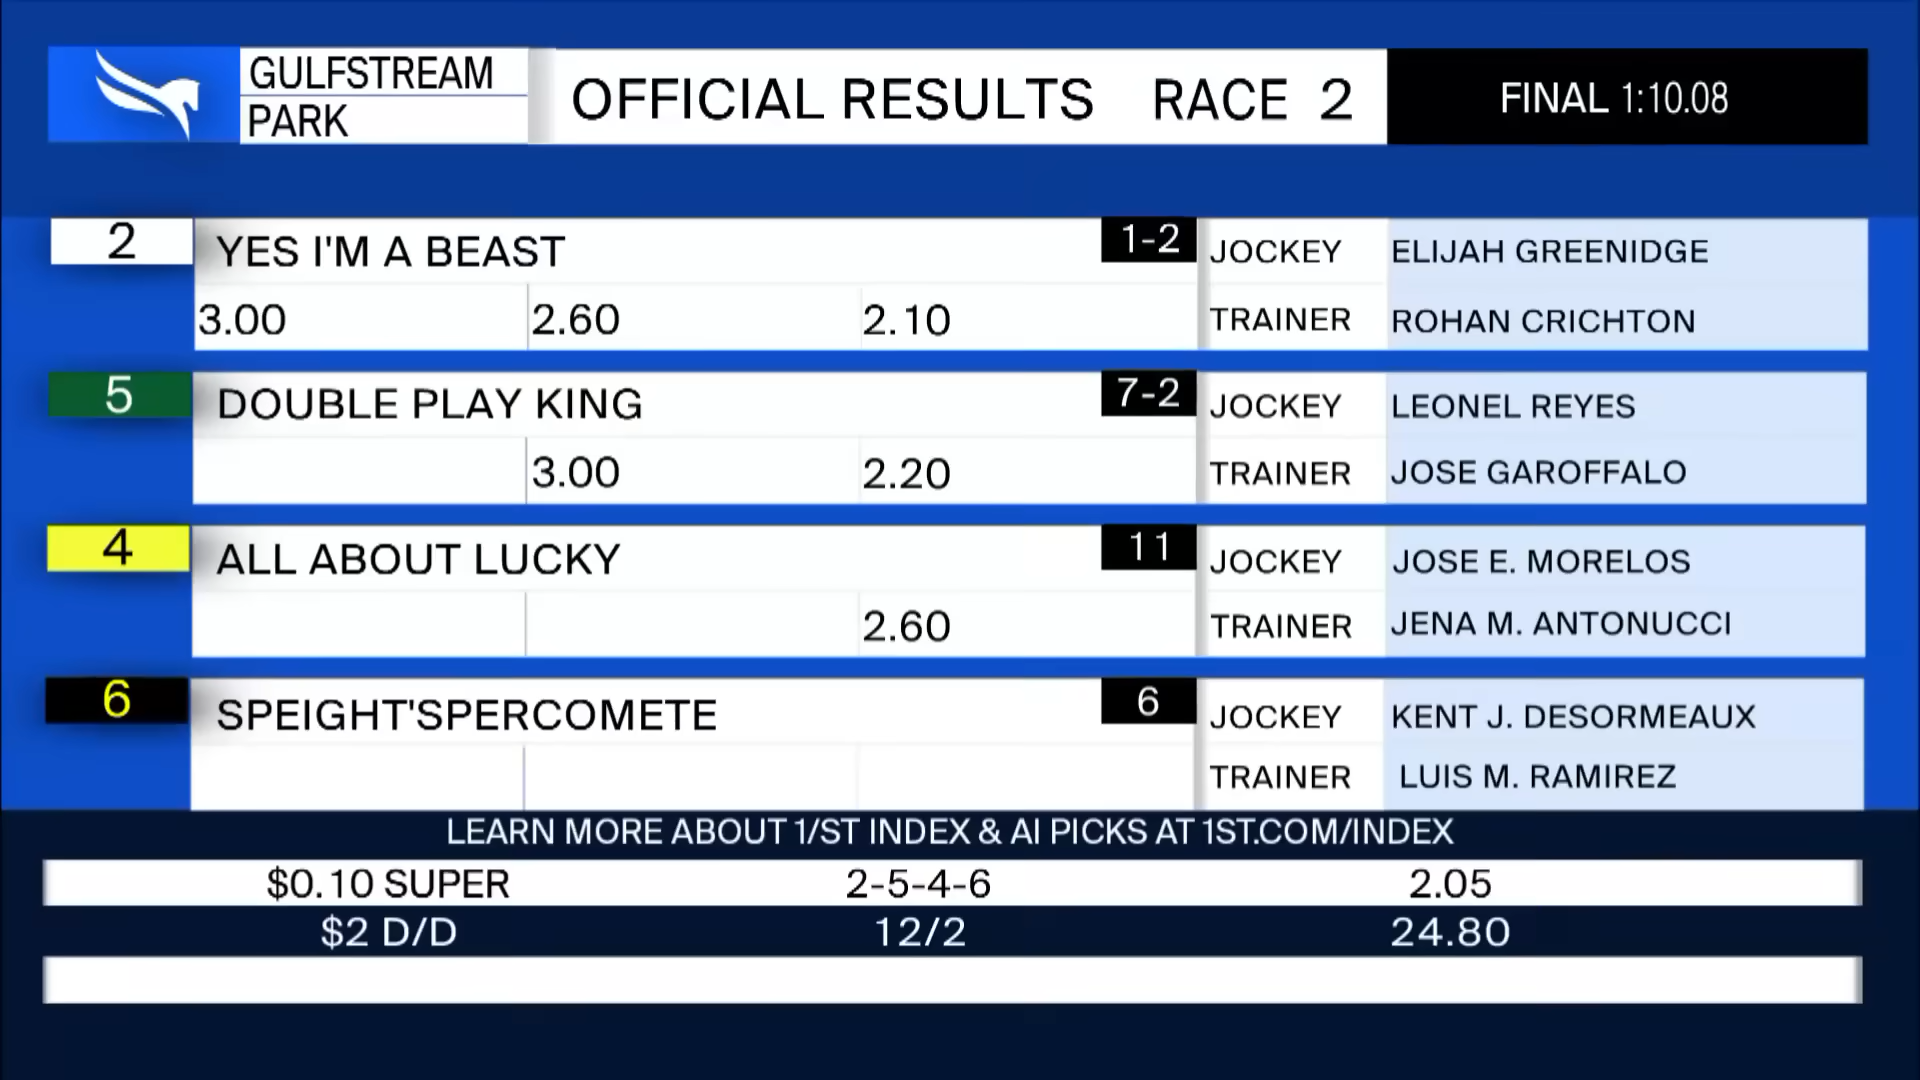 GULFSTREAM
PARK
OFFICIAL RESULTS RACE 2
FINAL 1:10.08
2 YES I'M A BEAST 1-2 JOCKEY ELIJAH GREENIDGE
3.00 2.60 2.10 TRAINER ROHAN CRICHTON
5 DOUBLE PLAY KING 7-2 JOCKEY LEONEL REYES
3.00 2.20 TRAINER JOSE GAROFFALO
4 ALL ABOUT LUCKY 11 JOCKEY JOSE E. MORELOS
2.60 TRAINER JENA M. ANTONUCCI
6 SPEIGHT'SPERCOMETE 6 JOCKEY KENT J. DESORMEAUX
TRAINER LUIS M. RAMIREZ
LEARN MORE ABOUT 1/ST INDEX & AI PICKS AT 1ST.COM/INDEX
$0.10 SUPER 2-5-4-6 2.05
$2 D/D 12/2 24.80